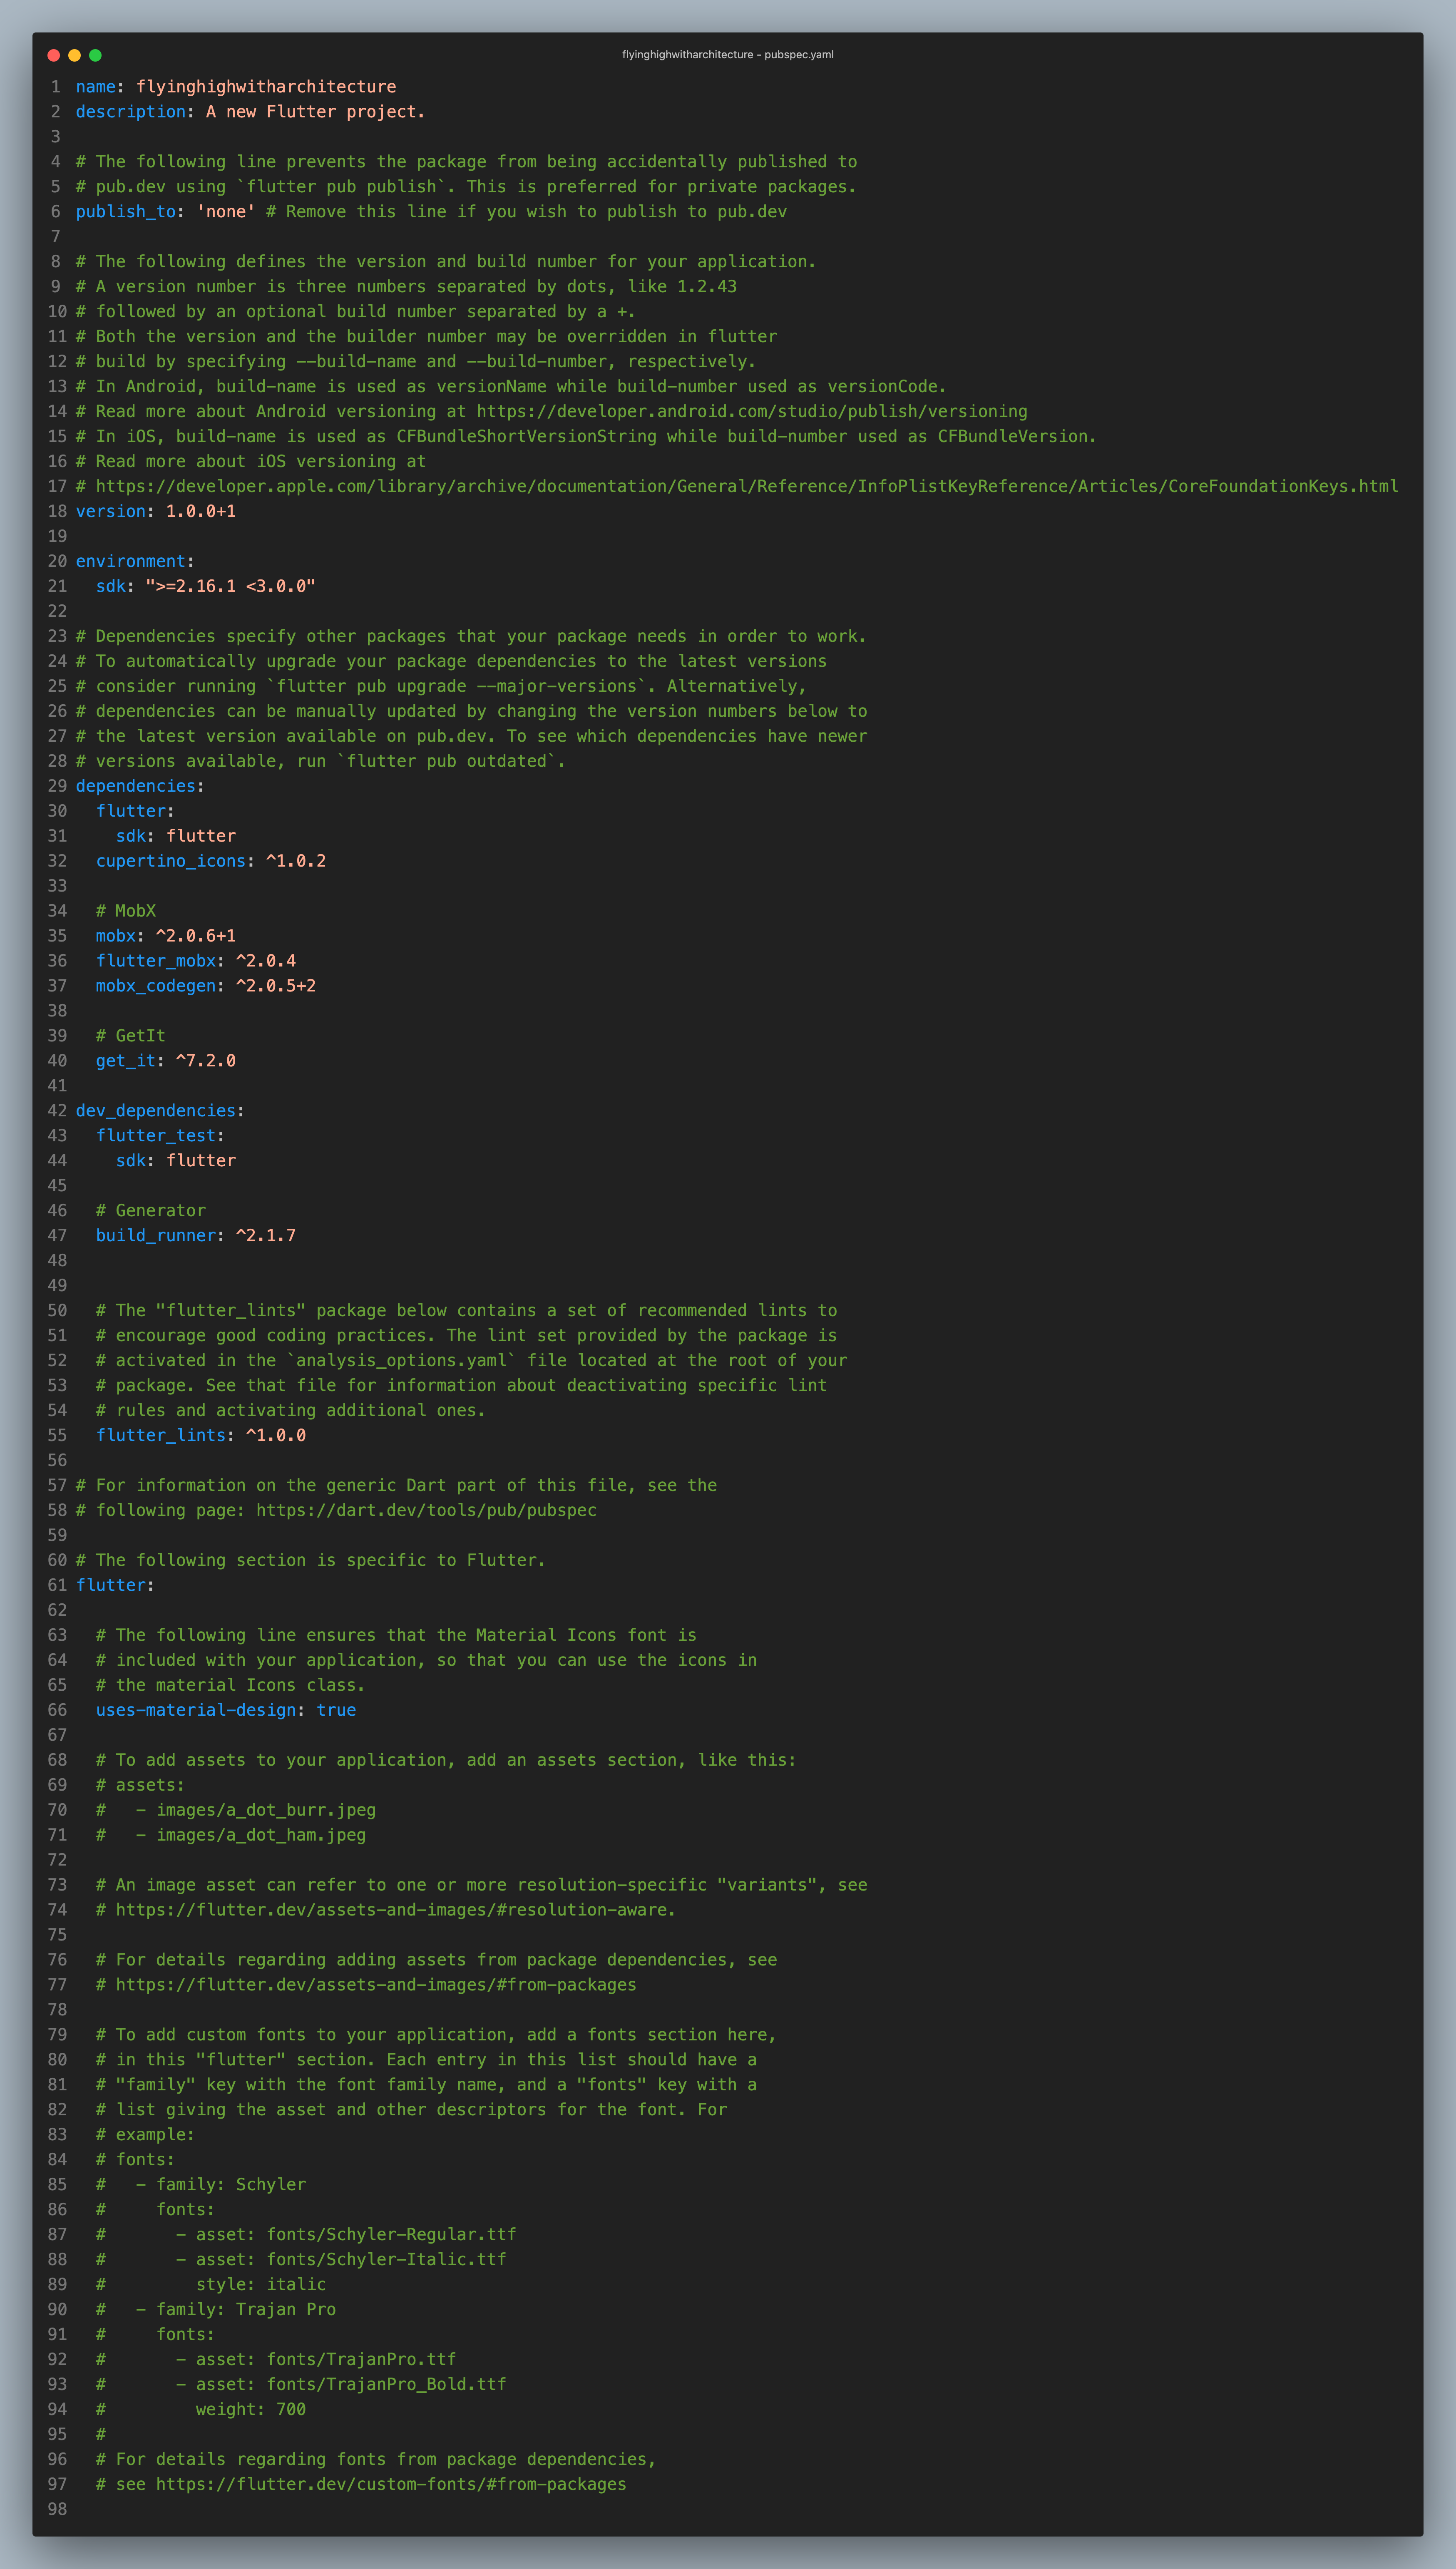 flyinghighwitharchitecture - pubspec.yaml
1 name: flyinghighwitharchitecture
2 description: A new Flutter project.
3
4 # The following line prevents the package from being accidentally published to
5 # pub.dev using `flutter pub publish`. This is preferred for private packages.
6 publish_to: 'none' # Remove this line if you wish to publish to pub.dev
7
8 # The following defines the version and build number for your application.
9 # A version number is three numbers separated by dots, like 1.2.43
10 # followed by an optional build number separated by a +.
11 # Both the version and the builder number may be overridden in flutter
12 # build by specifying --build-name and --build-number, respectively.
13 # In Android, build-name is used as versionName while build-number used as versionCode.
14 # Read more about Android versioning at https://developer.android.com/studio/publish/versioning
15 # In iOS, build-name is used as CFBundleShortVersionString while build-number used as CFBundleVersion.
16 # Read more about iOS versioning at
17 # https://developer.apple.com/library/archive/documentation/General/Reference/InfoPlistKeyReference/Articles/CoreFoundationKeys.html
18 version: 1.0.0+1
19
20 environment:
21   sdk: ">=2.16.1 <3.0.0"
22
23 # Dependencies specify other packages that your package needs in order to work.
24 # To automatically upgrade your package dependencies to the latest versions
25 # consider running `flutter pub upgrade --major-versions`. Alternatively,
26 # dependencies can be manually updated by changing the version numbers below to
27 # the latest version available on pub.dev. To see which dependencies have newer
28 # versions available, run `flutter pub outdated`.
29 dependencies:
30   flutter:
31     sdk: flutter
32   cupertino_icons: ^1.0.2
33
34   # MobX
35   mobx: ^2.0.6+1
36   flutter_mobx: ^2.0.4
37   mobx_codegen: ^2.0.5+2
38
39   # GetIt
40   get_it: ^7.2.0
41
42 dev_dependencies:
43   flutter_test:
44     sdk: flutter
45
46   # Generator
47   build_runner: ^2.1.7
48
49
50   # The "flutter_lints" package below contains a set of recommended lints to
51   # encourage good coding practices. The lint set provided by the package is
52   # activated in the `analysis_options.yaml` file located at the root of your
53   # package. See that file for information about deactivating specific lint
54   # rules and activating additional ones.
55   flutter_lints: ^1.0.0
56
57 # For information on the generic Dart part of this file, see the
58 # following page: https://dart.dev/tools/pub/pubspec
59
60 # The following section is specific to Flutter.
61 flutter:
62
63   # The following line ensures that the Material Icons font is
64   # included with your application, so that you can use the icons in
65   # the material Icons class.
66   uses-material-design: true
67
68   # To add assets to your application, add an assets section, like this:
69   # assets:
70   #   - images/a_dot_burr.jpeg
71   #   - images/a_dot_ham.jpeg
72
73   # An image asset can refer to one or more resolution-specific "variants", see
74   # https://flutter.dev/assets-and-images/#resolution-aware.
75
76   # For details regarding adding assets from package dependencies, see
77   # https://flutter.dev/assets-and-images/#from-packages
78
79   # To add custom fonts to your application, add a fonts section here,
80   # in this "flutter" section. Each entry in this list should have a
81   # "family" key with the font family name, and a "fonts" key with a
82   # list giving the asset and other descriptors for the font. For
83   # example:
84   # fonts:
85   #   - family: Schyler
86   #     fonts:
87   #       - asset: fonts/Schyler-Regular.ttf
88   #       - asset: fonts/Schyler-Italic.ttf
89   #         style: italic
90   #   - family: Trajan Pro
91   #     fonts:
92   #       - asset: fonts/TrajanPro.ttf
93   #       - asset: fonts/TrajanPro_Bold.ttf
94   #         weight: 700
95   #
96   # For details regarding fonts from package dependencies,
97   # see https://flutter.dev/custom-fonts/#from-packages
98